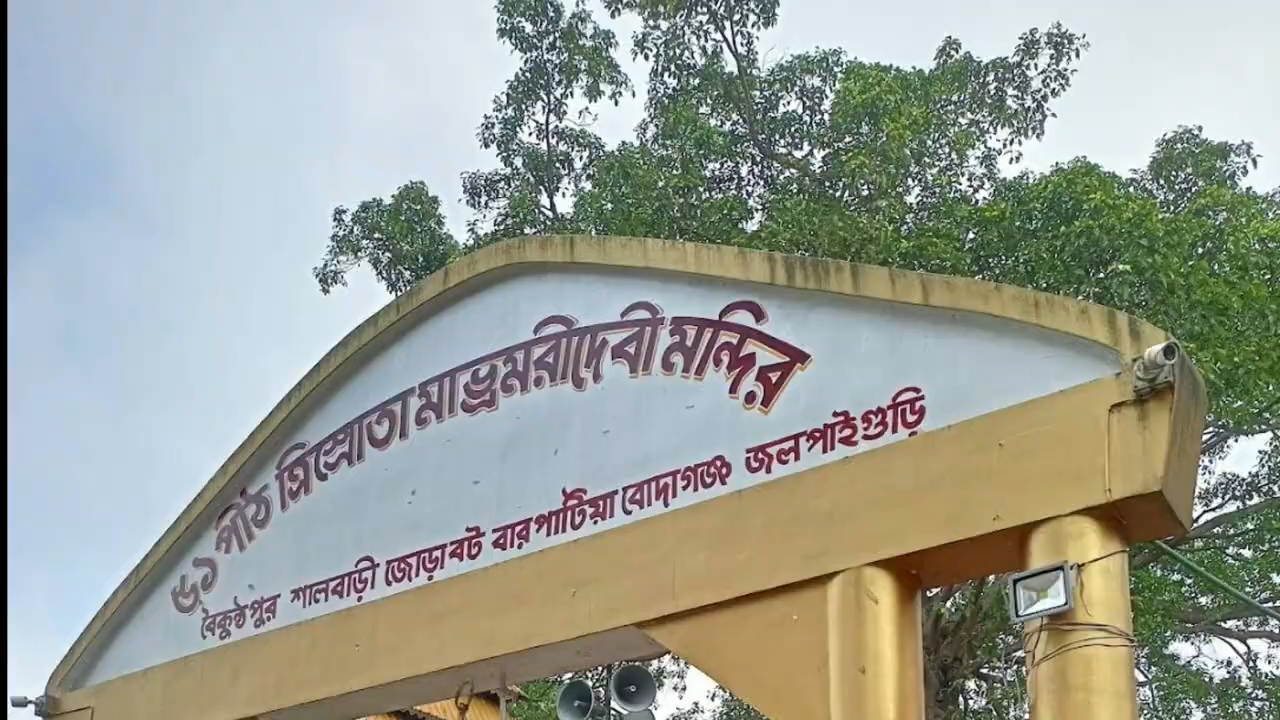 ৬১ পীঠ ত্রিস্রোতা মা ভ্রমরী দেবী মন্দির
বৈকুণ্ঠপুর শালবাড়ী জোড়াবট বারপাটিয়া বোদাগঞ্জ জলপাইগুড়ি